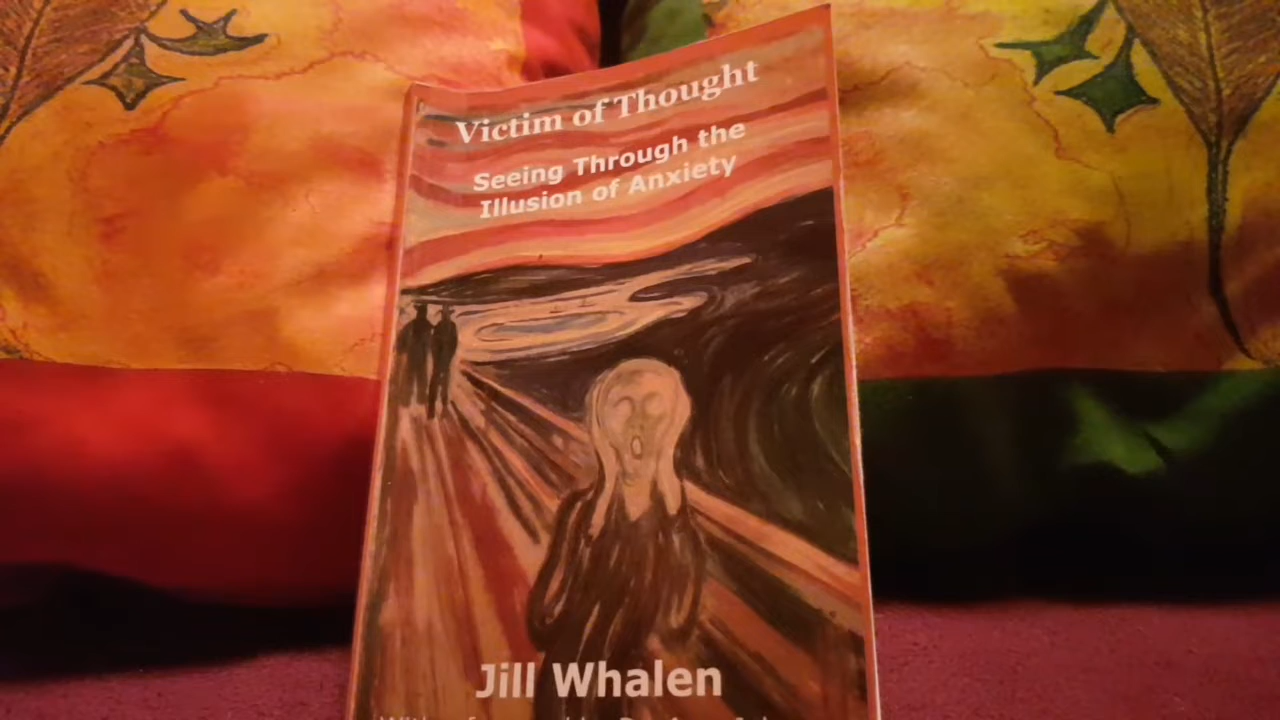 Victim of Thought
Seeing Through the
Illusion of Anxiety
Jill Whalen